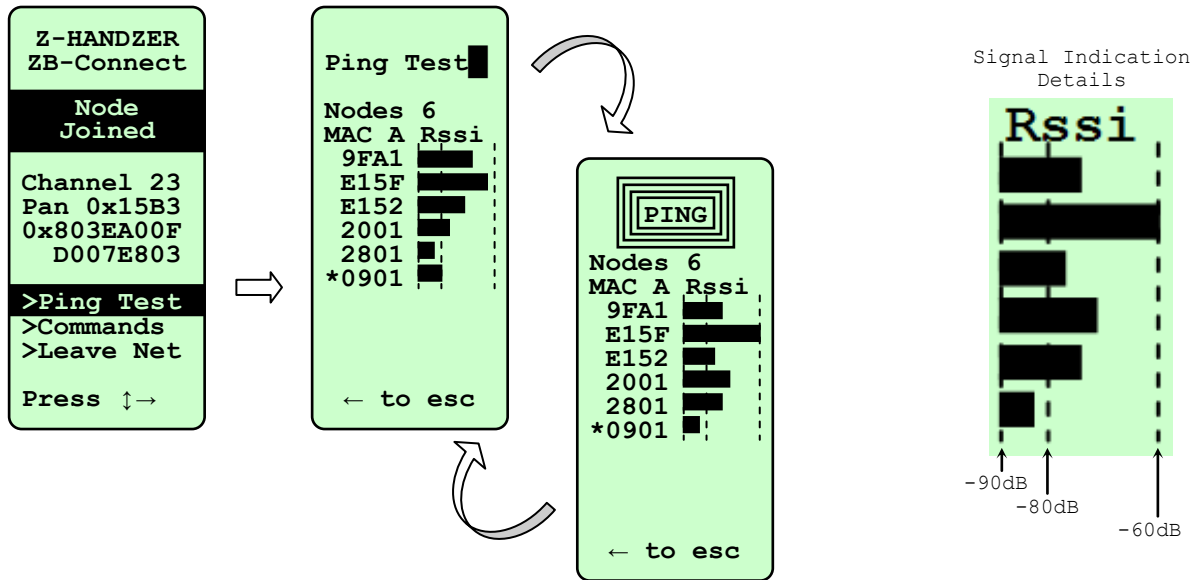 Z-HANDZER
ZB-Connect
Node
Joined
Channel 23
Pan 0x15B3
0x803EA00F
D007E803
>Ping Test
>Commands
>Leave Net
Press ↕→
Ping Test
Nodes 6
MAC A Rssi
9FA1
E15F
E152
2001
2801
*0901
← to esc
PING
Nodes 6
MAC A Rssi
9FA1
E15F
E152
2001
2801
*0901
← to esc
Signal Indication
Details
Rssi
-90dB
-80dB
-60dB